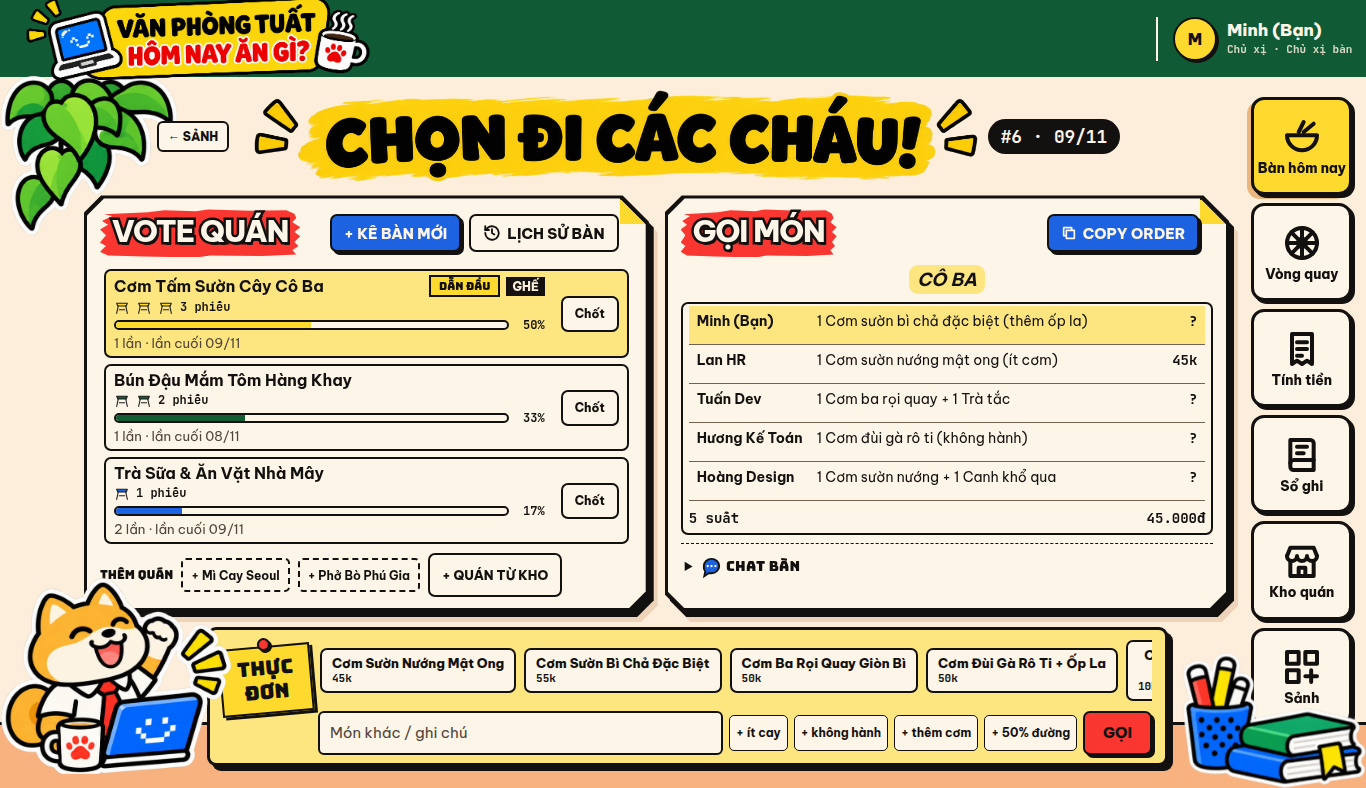 VĂN PHÒNG TUẤT
HÔM NAY ĂN GÌ?
M
Minh (Bạn)
Chủ xị · Chủ xị bàn
← SẢNH
CHỌN ĐI CÁC CHÁU!
#6 · 09/11
VOTE QUÁN
+ KÊ BÀN MỚI
LỊCH SỬ BÀN
Cơm Tấm Sườn Cây Cô Ba
DẪN ĐẦU
GHẾ
3 phiếu
50%
Chốt
1 lần · lần cuối 09/11
Bún Đậu Mắm Tôm Hàng Khay
2 phiếu
33%
Chốt
1 lần · lần cuối 08/11
Trà Sữa & Ăn Vặt Nhà Mây
1 phiếu
17%
Chốt
2 lần · lần cuối 09/11
THÊM QUÁN
+ Mì Cay Seoul
+ Phở Bò Phú Gia
+ QUÁN TỪ KHO
GỌI MÓN
COPY ORDER
CÔ BA
Minh (Bạn) 1 Cơm sườn bì chả đặc biệt (thêm ốp la) ?
Lan HR 1 Cơm sườn nướng mật ong (ít cơm) 45k
Tuấn Dev 1 Cơm ba rọi quay + 1 Trà tắc ?
Hương Kế Toán 1 Cơm đùi gà rô ti (không hành) ?
Hoàng Design 1 Cơm sườn nướng + 1 Canh khổ qua ?
5 suất 45.000đ
CHAT BÀN
Bàn hôm nay
Vòng quay
Tính tiền
Sổ ghi
Kho quán
Sảnh
THỰC
ĐƠN
Cơm Sườn Nướng Mật Ong
45k
Cơm Sườn Bì Chả Đặc Biệt
55k
Cơm Ba Rọi Quay Giòn Bì
50k
Cơm Đùi Gà Rô Ti + Ốp La
50k
Món khác / ghi chú
+ ít cay
+ không hành
+ thêm cơm
+ 50% đường
GỌI